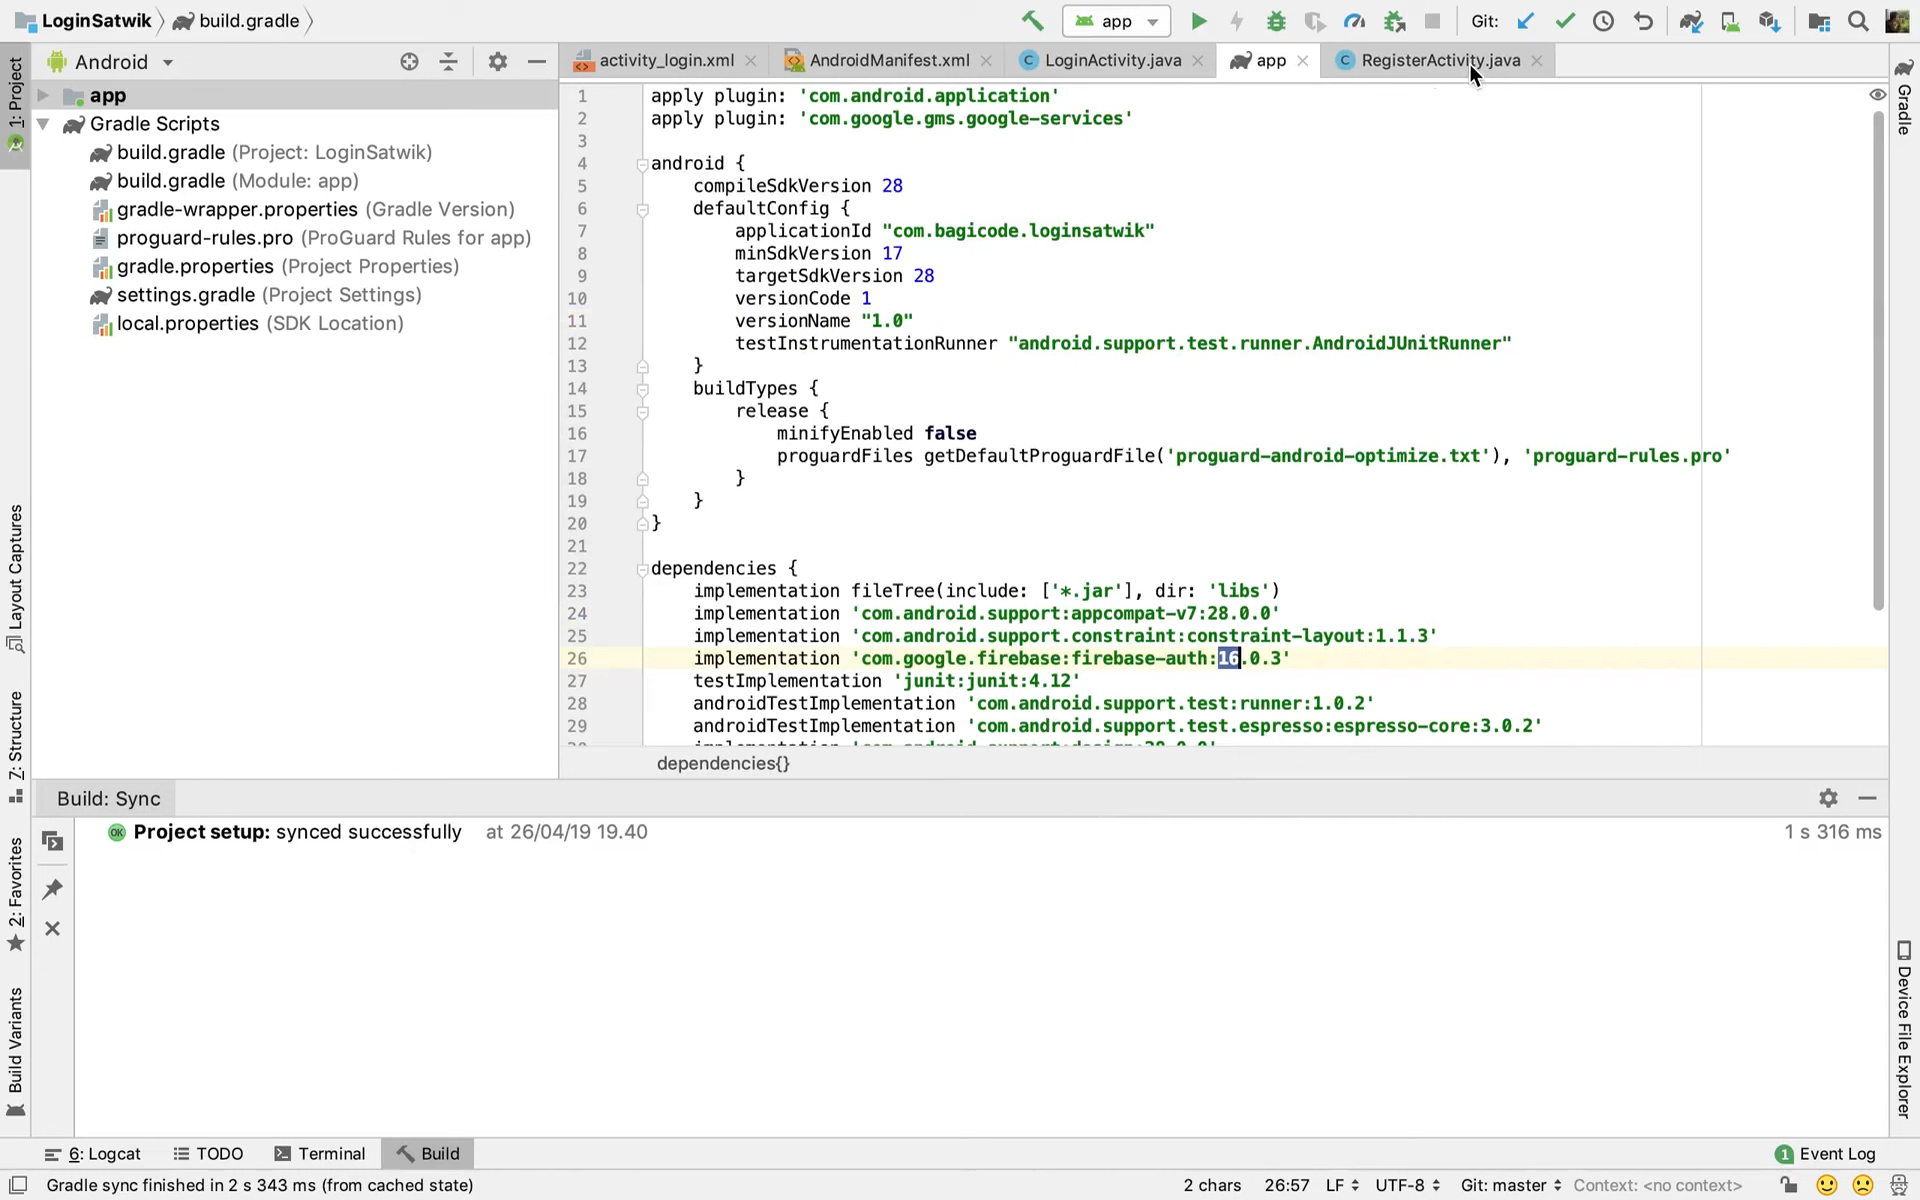 LoginSatwik
build.gradle
app
Git:
1: Project
Android
activity_login.xml
AndroidManifest.xml
LoginActivity.java
app
RegisterActivity.java
Gradle
app
Gradle Scripts
build.gradle (Project: LoginSatwik)
build.gradle (Module: app)
gradle-wrapper.properties (Gradle Version)
proguard-rules.pro (ProGuard Rules for app)
gradle.properties (Project Properties)
settings.gradle (Project Settings)
local.properties (SDK Location)
1 apply plugin: 'com.android.application'
2 apply plugin: 'com.google.gms.google-services'
3
4 android {
5 compileSdkVersion 28
6 defaultConfig {
7 applicationId "com.bagicode.loginsatwik"
8 minSdkVersion 17
9 targetSdkVersion 28
10 versionCode 1
11 versionName "1.0"
12 testInstrumentationRunner "android.support.test.runner.AndroidJUnitRunner"
13 }
14 buildTypes {
15 release {
16 minifyEnabled false
17 proguardFiles getDefaultProguardFile('proguard-android-optimize.txt'), 'proguard-rules.pro'
18 }
19 }
20 }
21
22 dependencies {
23 implementation fileTree(include: ['*.jar'], dir: 'libs')
24 implementation 'com.android.support:appcompat-v7:28.0.0'
25 implementation 'com.android.support.constraint:constraint-layout:1.1.3'
26 implementation 'com.google.firebase:firebase-auth:16.0.3'
27 testImplementation 'junit:junit:4.12'
28 androidTestImplementation 'com.android.support.test:runner:1.0.2'
29 androidTestImplementation 'com.android.support.test.espresso:espresso-core:3.0.2'
dependencies{}
Layout Captures
7: Structure
2: Favorites
Build Variants
Device File Explorer
Build: Sync
OK Project setup: synced successfully at 26/04/19 19.40
1 s 316 ms
6: Logcat
TODO
Terminal
Build
1 Event Log
Gradle sync finished in 2 s 343 ms (from cached state)
2 chars
26:57
LF
UTF-8
Git: master
Context: <no context>